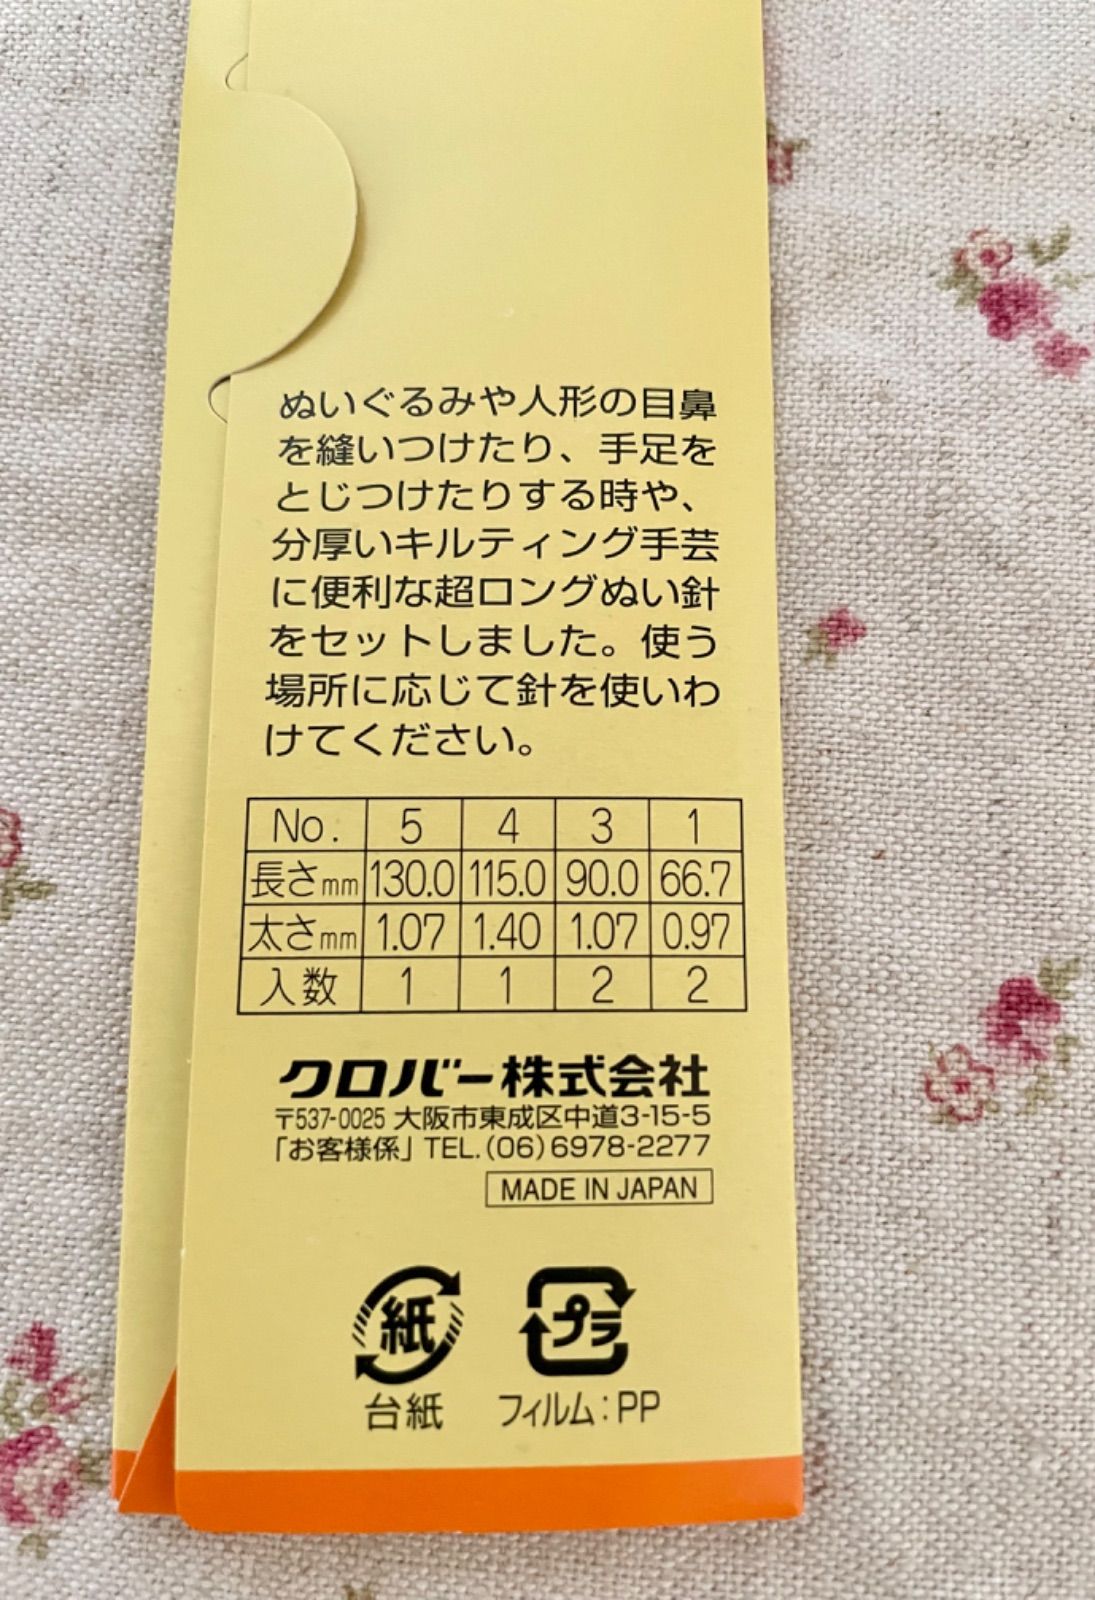 ぬいぐるみや人形の目鼻
を縫いつけたり、手足を
とじつけたりする時や、
分厚いキルティング手芸
に便利な超ロングぬい針
をセットしました。使う
場所に応じて針を使いわ
けてください。
No. 5 4 3 1
長さmm 130.0 115.0 90.0 66.7
太さmm 1.07 1.40 1.07 0.97
入数 1 1 2 2
クロバー株式会社
〒537-0025 大阪市東成区中道3-15-5
「お客様係」TEL.(06)6978-2277
MADE IN JAPAN
紙 プラ
台紙 フィルム:PP